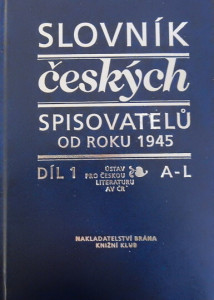 SLOVNÍK
českých
SPISOVATELŮ
OD ROKU 1945
DÍL 1
ÚSTAV
PRO ČESKOU
LITERATURU
AV ČR
A-L
NAKLADATELSTVÍ BRÁNA
KNIŽNÍ KLUB